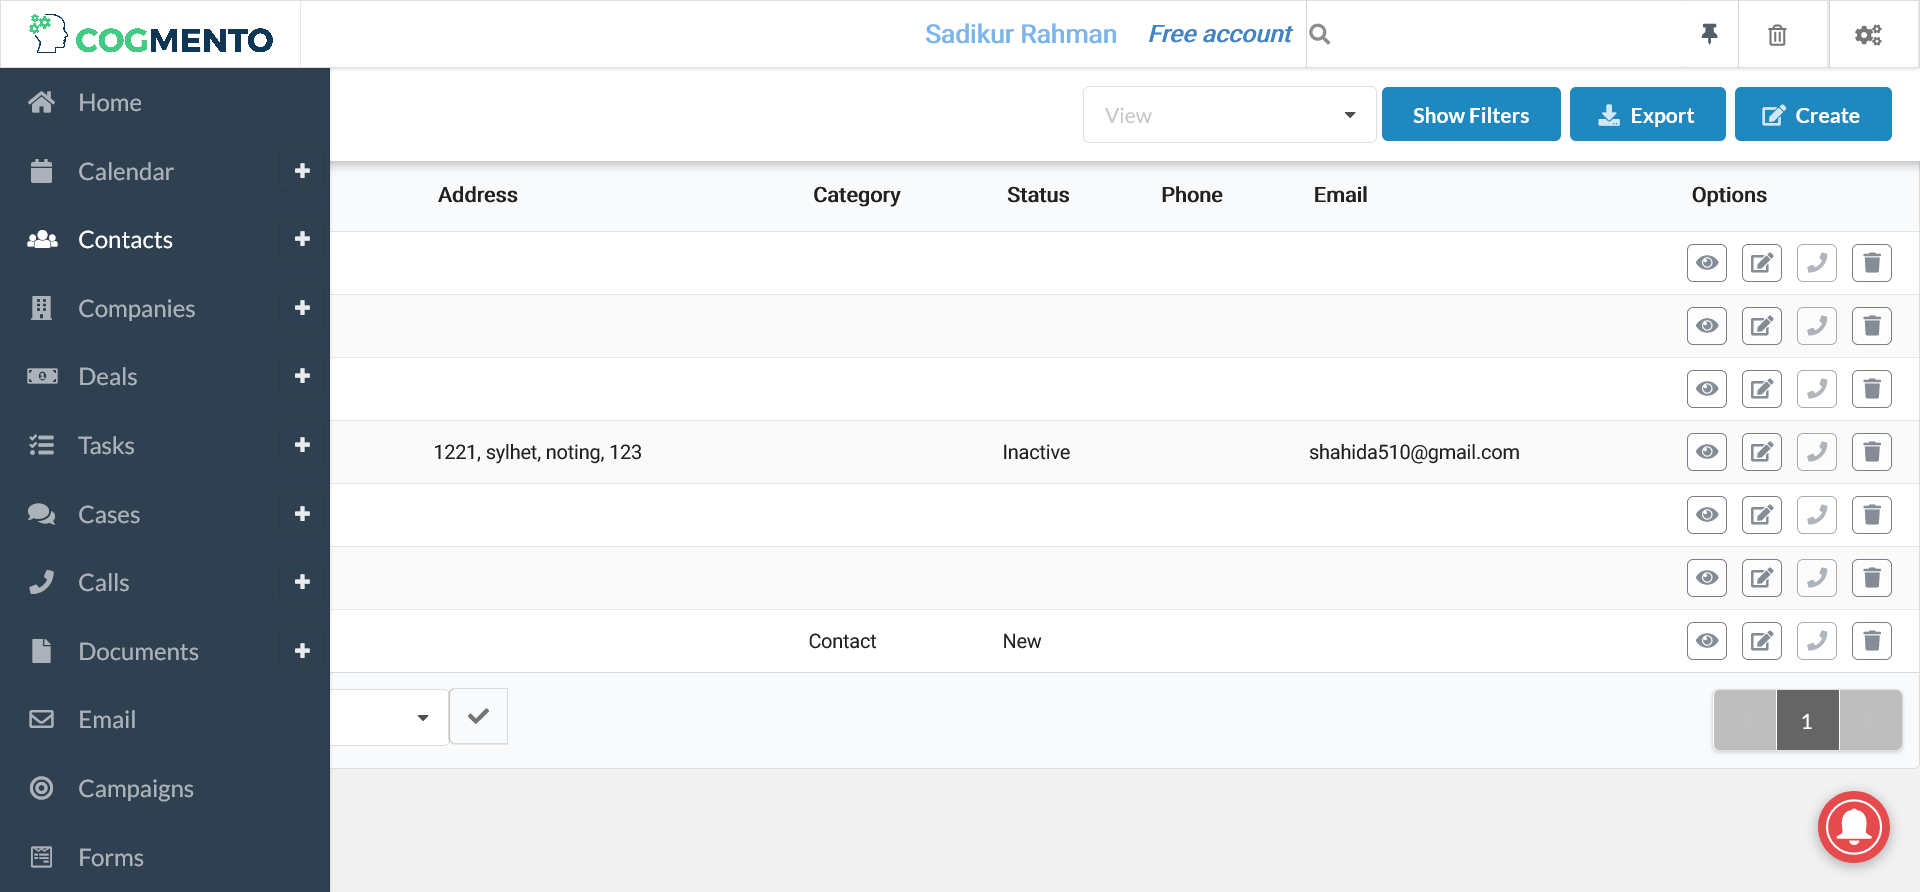 COGMENTO
Sadikur Rahman
Free account
Home
Calendar
Contacts
Companies
Deals
Tasks
Cases
Calls
Documents
Email
Campaigns
Forms
View
Show Filters
Export
Create
Address Category Status Phone Email Options
1221, sylhet, noting, 123 Inactive shahida510@gmail.com
Contact New
1